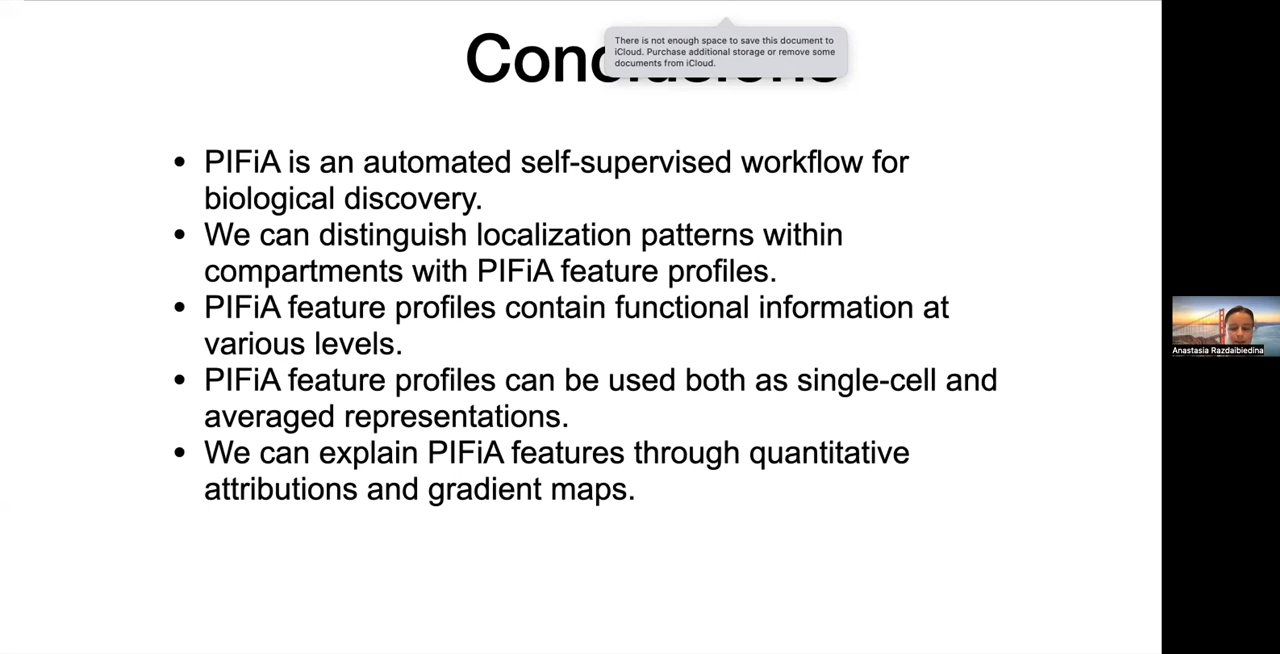 There is not enough space to save this document to
iCloud. Purchase additional storage or remove some
documents from iCloud.
PIFiA is an automated self-supervised workflow for
biological discovery.
We can distinguish localization patterns within
compartments with PIFiA feature profiles.
PIFiA feature profiles contain functional information at
various levels.
PIFiA feature profiles can be used both as single-cell and
averaged representations.
We can explain PIFiA features through quantitative
attributions and gradient maps.
Anastasia Razdaibiedina